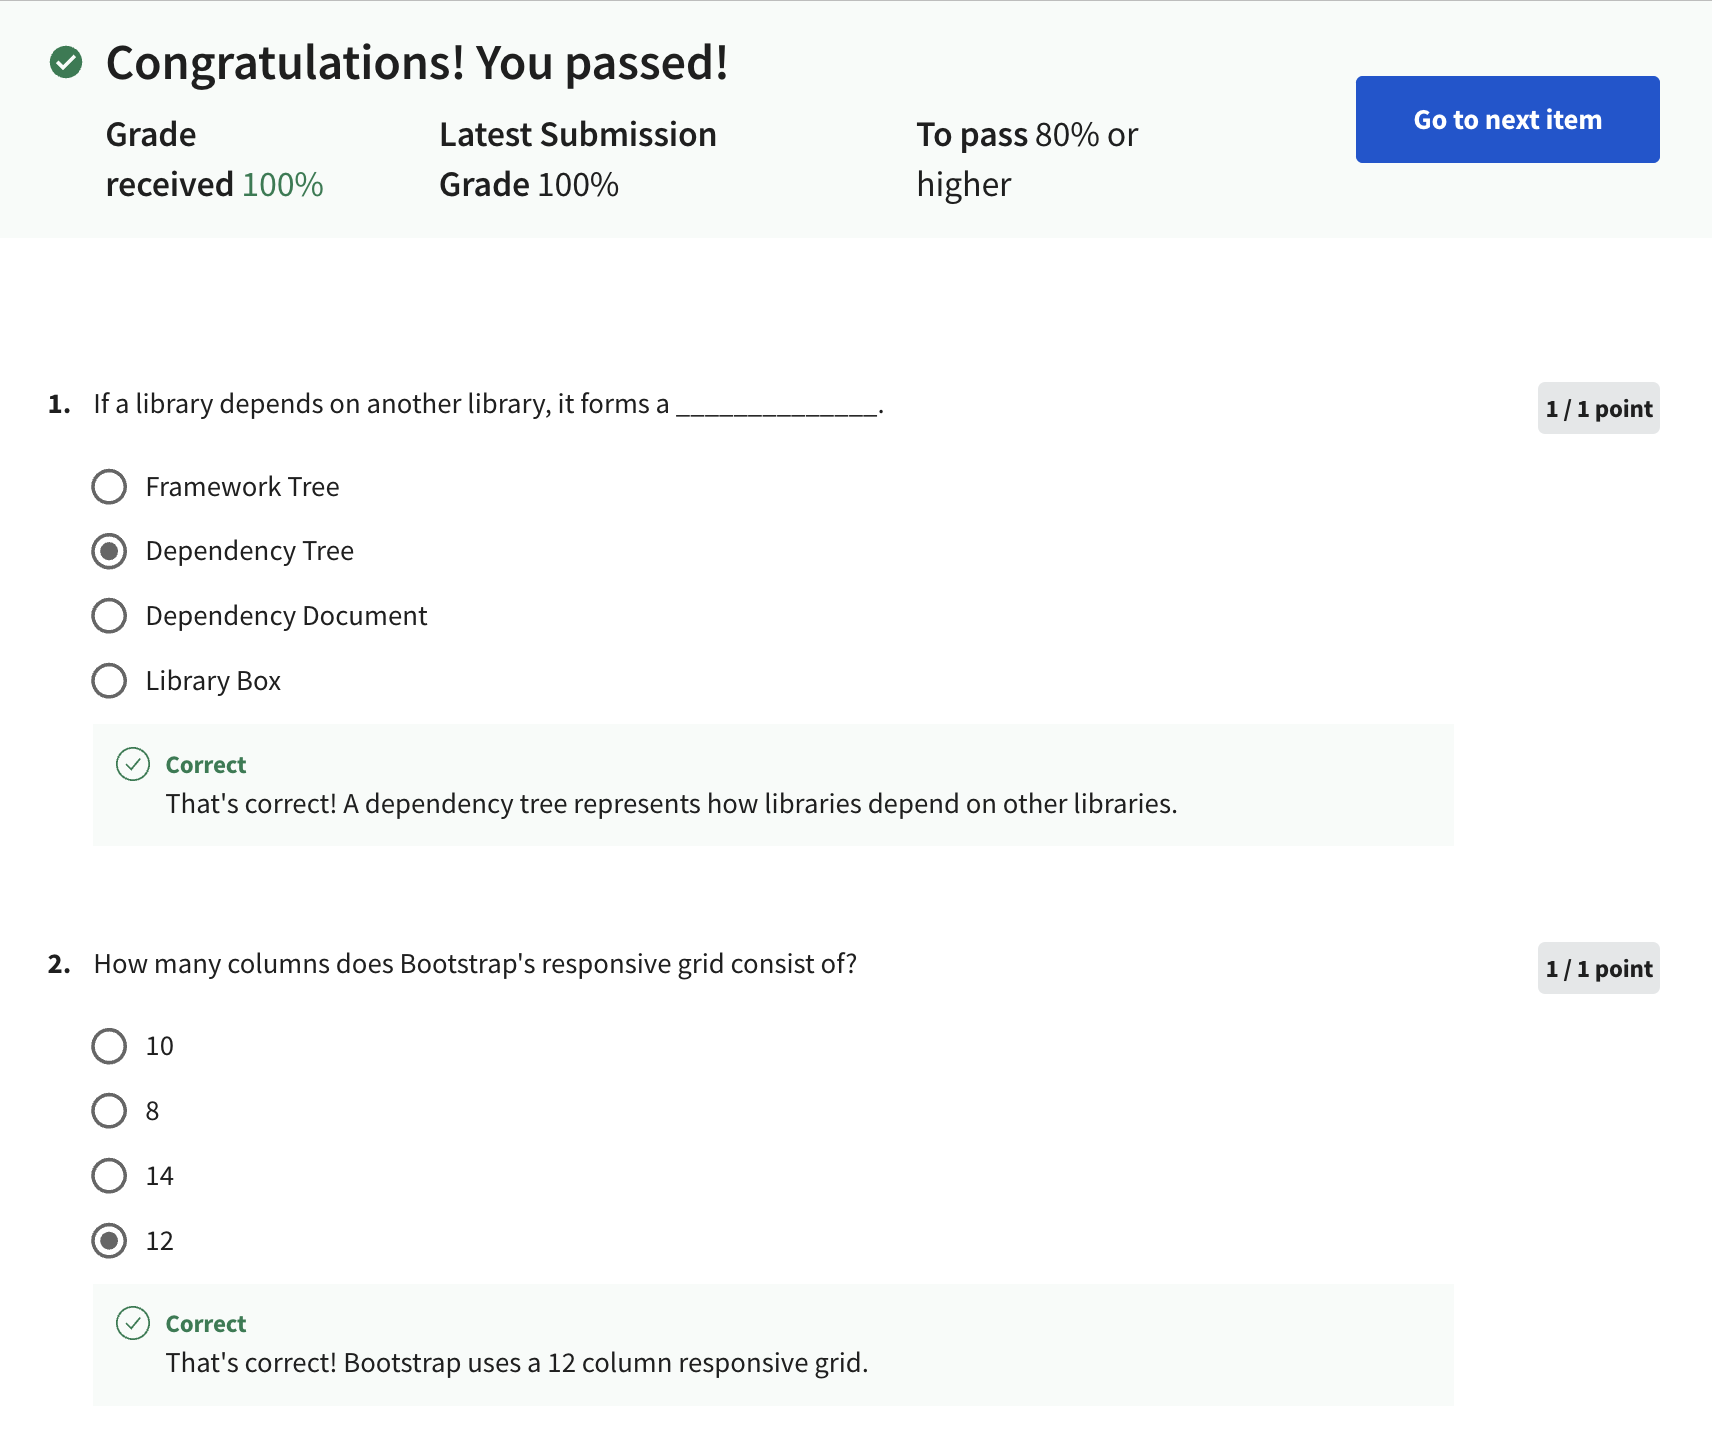 Congratulations! You passed!
Grade received 100%
Latest Submission Grade 100%
To pass 80% or higher
Go to next item
1. If a library depends on another library, it forms a ______________.
1 / 1 point
Framework Tree
Dependency Tree
Dependency Document
Library Box
Correct
That's correct! A dependency tree represents how libraries depend on other libraries.
2. How many columns does Bootstrap's responsive grid consist of?
1 / 1 point
10
8
14
12
Correct
That's correct! Bootstrap uses a 12 column responsive grid.